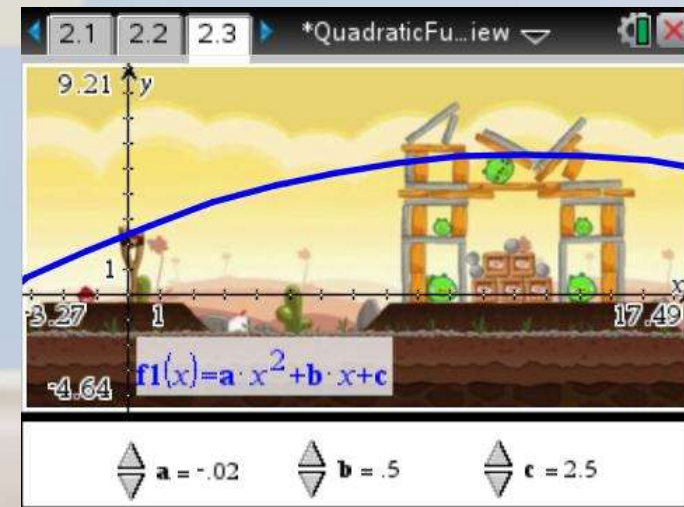 2.1 2.2 2.3 *QuadraticFu...iew
9.21 y
1
x
-3.27 1 17.49
f1(x)=a·x²+b·x+c
-4.64
a = -.02 b = .5 c = 2.5